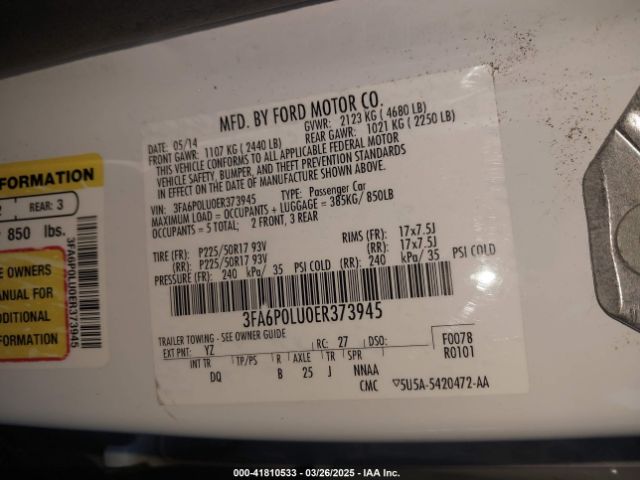 FORMATION
REAR: 3
850 lbs.
E OWNERS
ANUAL FOR
DDITIONAL
ORMATION
3FA6P0LU0ER373945
MFD. BY FORD MOTOR CO.
DATE: 05/14 GVWR: 2123 KG ( 4680 LB)
FRONT GAWR: 1107 KG ( 2440 LB) REAR GAWR: 1021 KG ( 2250 LB)
THIS VEHICLE CONFORMS TO ALL APPLICABLE FEDERAL MOTOR
VEHICLE SAFETY, BUMPER, AND THEFT PREVENTION STANDARDS
IN EFFECT ON THE DATE OF MANUFACTURE SHOWN ABOVE.
VIN: 3FA6P0LU0ER373945 TYPE: Passenger Car
MAXIMUM LOAD = OCCUPANTS + LUGGAGE = 385KG/ 850LB
OCCUPANTS = 5 TOTAL; 2 FRONT, 3 REAR
TIRE (FR): P225/50R17 93V RIMS (FR): 17x7.5J
(RR): P225/50R17 93V (RR): 17x7.5J
PRESSURE (FR): 240 kPa/ 35 PSI COLD (RR): 240 kPa/ 35 PSI COLD
3FA6P0LU0ER373945
TRAILER TOWING - SEE OWNER GUIDE
EXT PNT: YZ RC: 27 DSO: F0078
R0101
INT TR TP/PS R AXLE TR SPR
DQ B 25 J NNAA
CMC 5U5A-5420472-AA
000-41810533 - 03/26/2025 - IAA Inc.